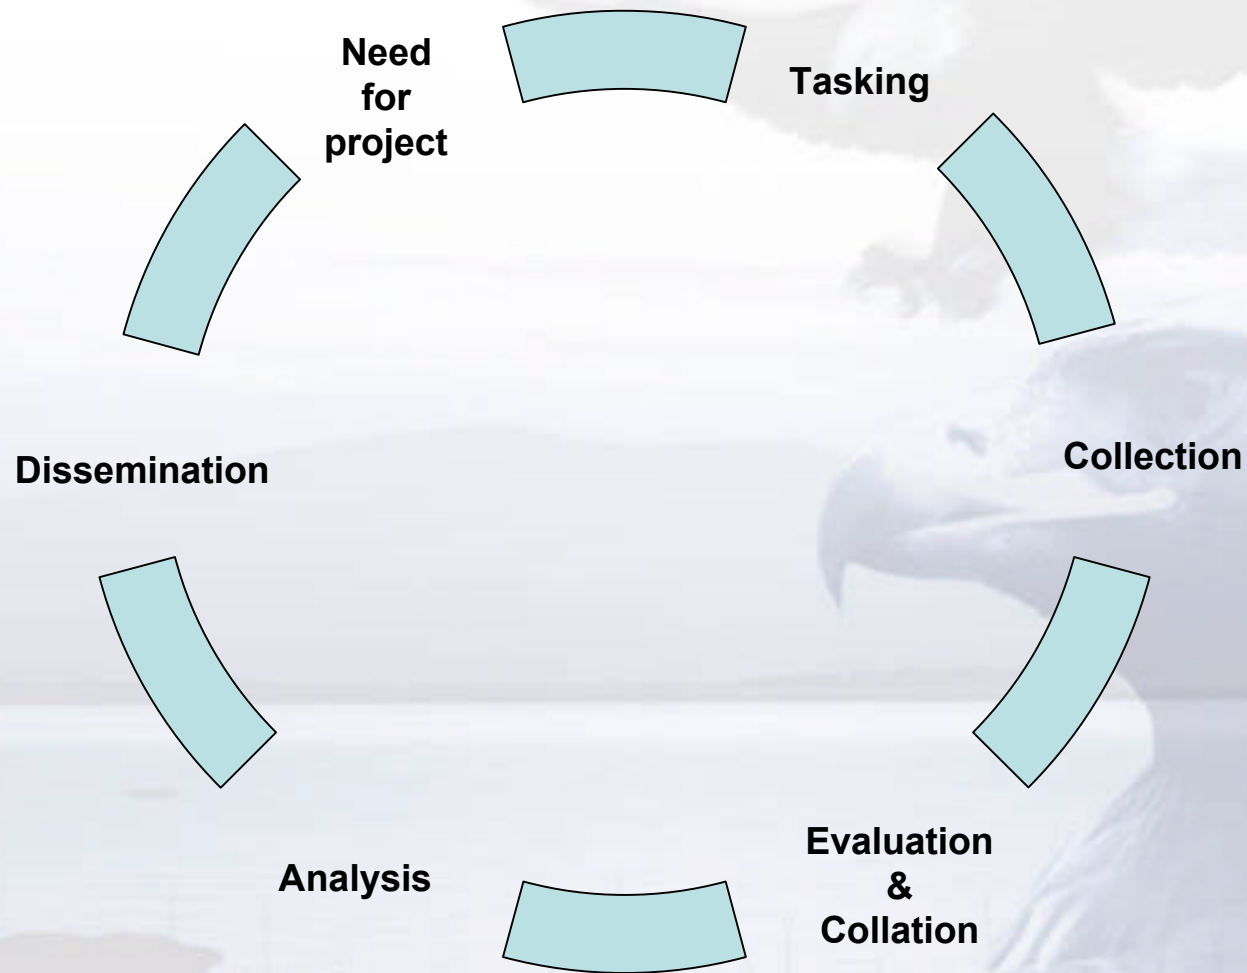 Need
for
project
Tasking
Collection
Evaluation
&
Collation
Analysis
Dissemination